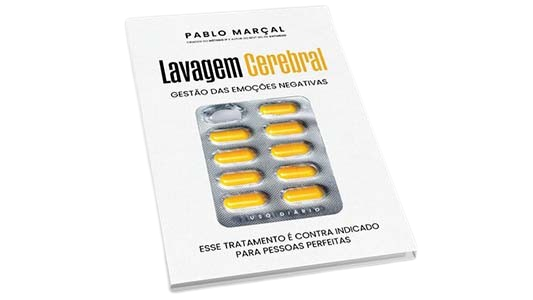 PABLO MARÇAL
Lavagem Cerebral
GESTÃO DAS EMOÇÕES NEGATIVAS
USO DIÁRIO
ESSE TRATAMENTO É CONTRA INDICADO
PARA PESSOAS PERFEITAS